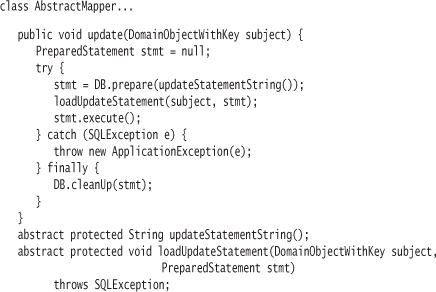 class AbstractMapper...
public void update(DomainObjectWithKey subject) {
PreparedStatement stmt = null;
try {
stmt = DB.prepare(updateStatementString());
loadUpdateStatement(subject, stmt);
stmt.execute();
} catch (SQLException e) {
throw new ApplicationException(e);
} finally {
DB.cleanUp(stmt);
}
}
abstract protected String updateStatementString();
abstract protected void loadUpdateStatement(DomainObjectWithKey subject,
PreparedStatement stmt)
throws SQLException;